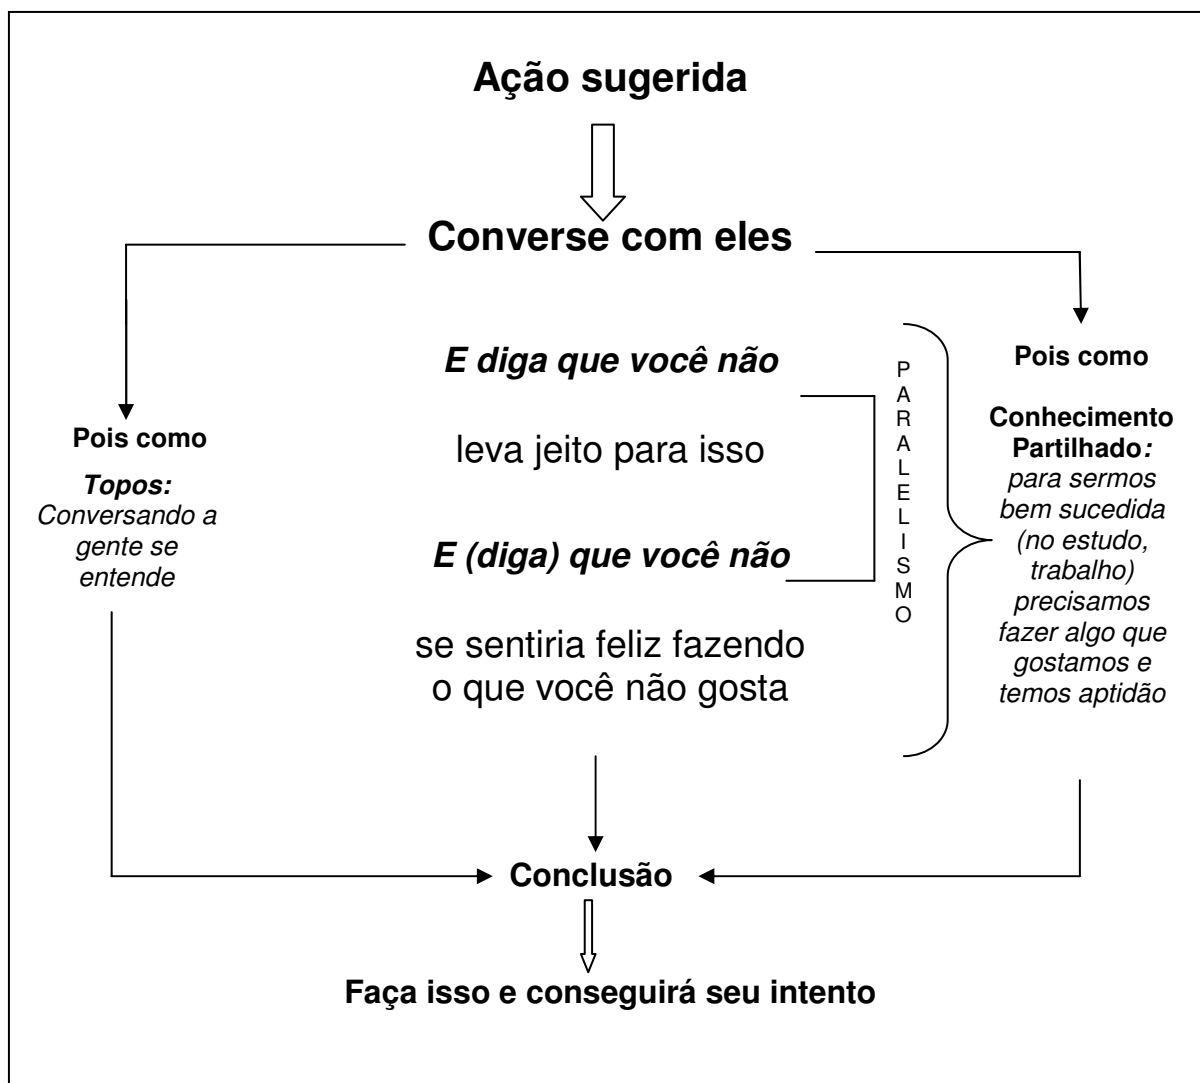 Ação sugerida
Converse com eles
Pois como
Topos:
Conversando a
gente se
entende
E diga que você não
leva jeito para isso
E (diga) que você não
se sentiria feliz fazendo
o que você não gosta
PARALELISMO
Pois como
Conhecimento
Partilhado:
para sermos
bem sucedida
(no estudo,
trabalho)
precisamos
fazer algo que
gostamos e
temos aptidão
Conclusão
Faça isso e conseguirá seu intento